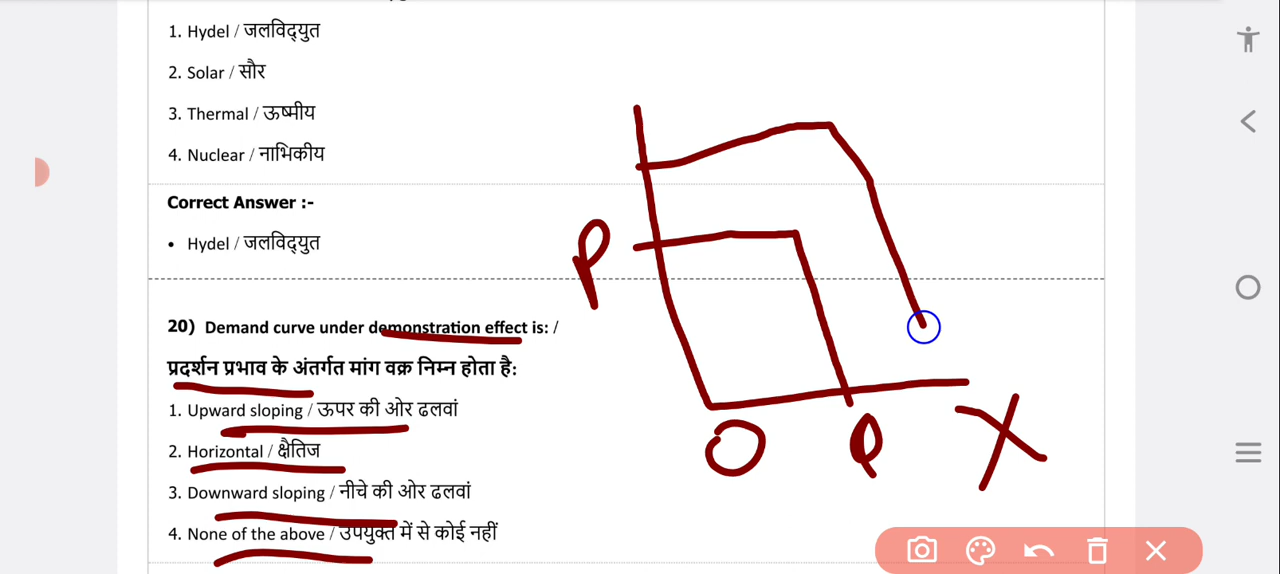 1. Hydel / जलविद्युत
2. Solar / सौर
3. Thermal / ऊष्मीय
4. Nuclear / नाभिकीय
Correct Answer :-
• Hydel / जलविद्युत
P
20) Demand curve under demonstration effect is: /
प्रदर्शन प्रभाव के अंतर्गत मांग वक्र निम्न होता है:
1. Upward sloping / ऊपर की ओर ढलवां
2. Horizontal / क्षैतिज
3. Downward sloping / नीचे की ओर ढलवां
4. None of the above / उपयुक्त में से कोई नहीं
O Q X